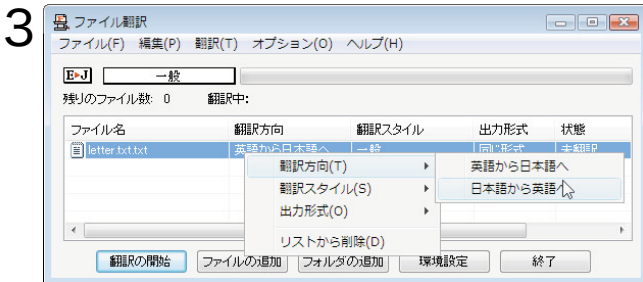 3
ファイル翻訳
ファイル(F) 編集(P) 翻訳(T) オプション(O) ヘルプ(H)
E▸J 一般
残りのファイル数: 0 翻訳中:
ファイル名 翻訳方向 翻訳スタイル 出力形式 状態
letter.txt.txt 英語から日本語へ 一般 同じ形式 未翻訳
翻訳方向(T) 英語から日本語へ
翻訳スタイル(S) 日本語から英語へ
出力形式(O)
リストから削除(D)
翻訳の開始 ファイルの追加 フォルダの追加 環境設定 終了